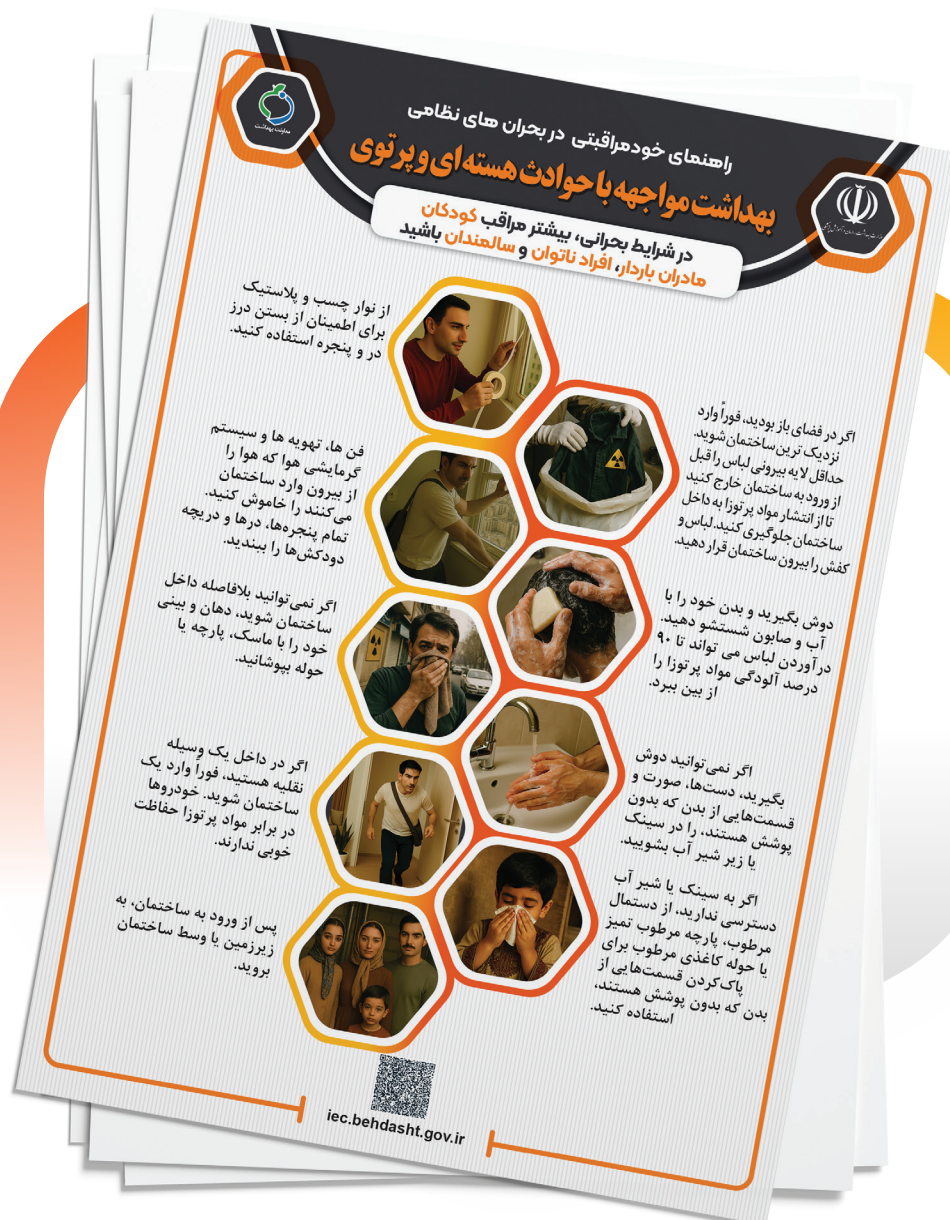 راهنمای خودمراقبتی در بحران های نظامی
بهداشت مواجهه با حوادث هسته ای و پرتوی
در شرایط بحرانی، بیشتر مراقب کودکان
مادران باردار، افراد ناتوان و سالمندان باشید
معاونت بهداشت
اگر در فضای باز بودید، فوراً وارد
نزدیک ترین ساختمان شوید.
حداقل لایه بیرونی لباس را قبل
از ورود به ساختمان خارج کنید
تا از انتشار مواد پرتوزا به داخل
ساختمان جلوگیری کنید. لباس و
کفش را بیرون ساختمان قرار دهید.
دوش بگیرید و بدن خود را با
آب و صابون شستشو دهید.
درآوردن لباس می تواند تا ۹۰
درصد آلودگی مواد پرتوزا را
از بین ببرد.
اگر نمی‌توانید دوش
بگیرید، دست‌ها، صورت و
قسمت‌هایی از بدن که بدون
پوشش هستند، را در سینک
یا زیر شیر آب بشویید.
اگر به سینک یا شیر آب
دسترسی ندارید، از دستمال
مرطوب، پارچه مرطوب تمیز
یا حوله کاغذی مرطوب برای
پاک‌کردن قسمت‌هایی از
بدن که بدون پوشش هستند،
استفاده کنید.
از نوار چسب و پلاستیک
برای اطمینان از بستن درز
در و پنجره استفاده کنید.
فن ها، تهویه ها و سیستم
گرمایشی هوا که هوا را
از بیرون وارد ساختمان
می‌کنند را خاموش کنید.
تمام پنجره‌ها، درها و دریچه
دودکش‌ها را ببندید.
اگر نمی‌توانید بلافاصله داخل
ساختمان شوید، دهان و بینی
خود را با ماسک، پارچه یا
حوله بپوشانید.
اگر در داخل یک وسیله
نقلیه هستید، فوراً وارد یک
ساختمان شوید. خودروها
در برابر مواد پرتوزا حفاظت
خوبی ندارند.
پس از ورود به ساختمان، به
زیرزمین یا وسط ساختمان
بروید.
iec.behdasht.gov.ir